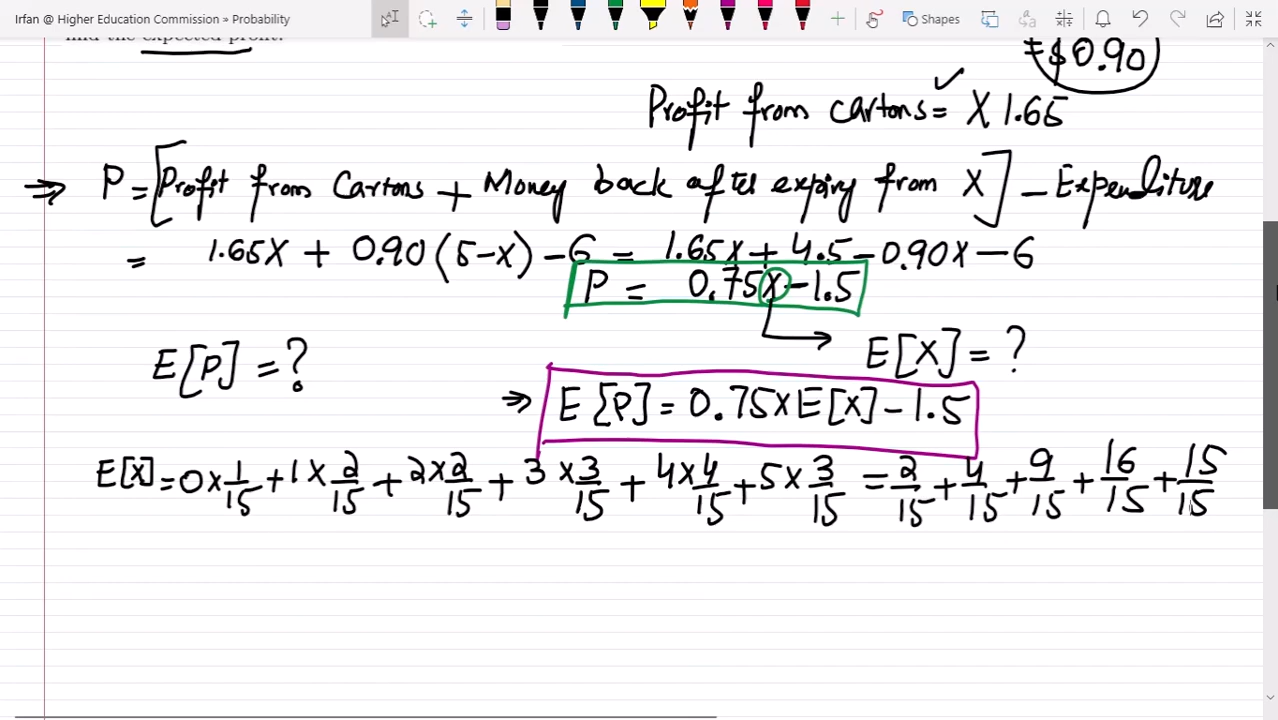 Irfan @ Higher Education Commission » Probability
Shapes
find the expected profit.
= $0.90
Profit from cartons = X 1.65
⇒ P = [Profit from Cartons + Money back after expiry from X] - Expenditure
= 1.65X + 0.90 (5-x) - 6 = 1.65X + 4.5 - 0.90X - 6
P = 0.75X - 1.5
E[P] = ?
E[X] = ?
⇒ E[P] = 0.75 X E[X] - 1.5
E[X] = 0 x 1/15 + 1 x 2/15 + 2 x 2/15 + 3 x 3/15 + 4 x 4/15 + 5 x 3/15 = 2/15 + 4/15 + 9/15 + 16/15 + 15/15